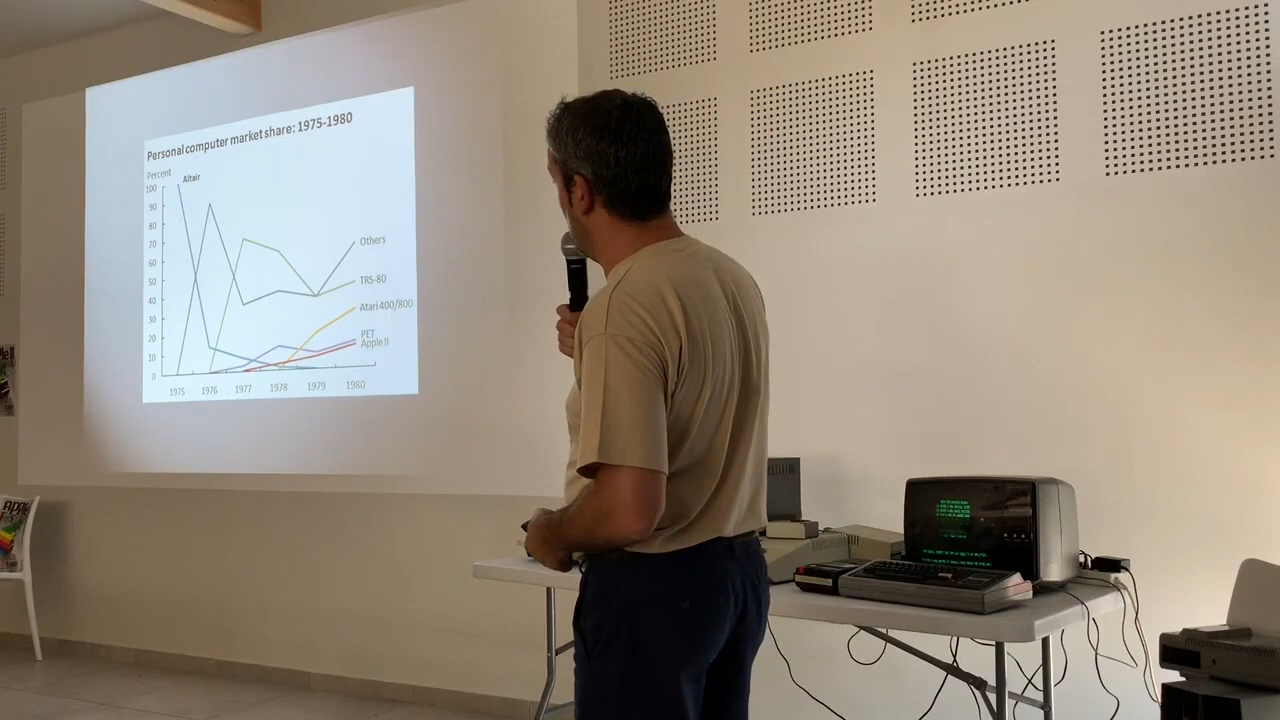 Personal computer market share: 1975-1980
Percent
Altair
100
90
80
70
60
50
40
30
20
10
0
Others
TRS-80
Atari 400/800
PET
Apple II
1975 1976 1977 1978 1979 1980
APPLE